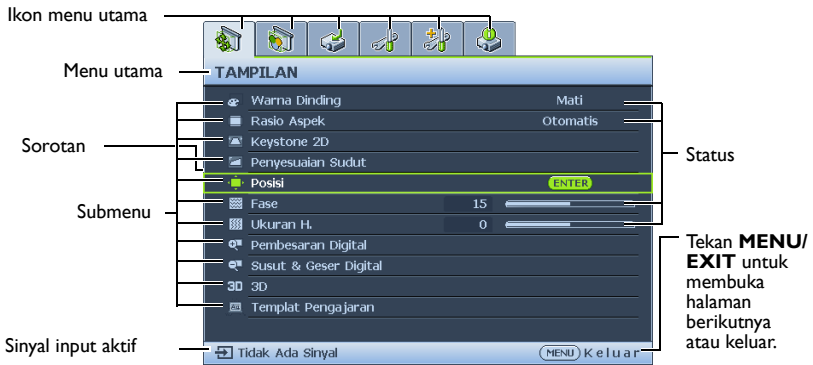 Ikon menu utama
Menu utama
TAMPILAN
Warna Dinding Mati
Rasio Aspek Otomatis
Keystone 2D
Sorotan
Penyesuaian Sudut
Status
Posisi ENTER
Fase 15
Submenu
Ukuran H. 0
Pembesaran Digital
Susut & Geser Digital
3D 3D
Templat Pengajaran
Tekan MENU/
EXIT untuk
membuka
halaman
berikutnya
atau keluar.
Sinyal input aktif
Tidak Ada Sinyal
MENU Keluar